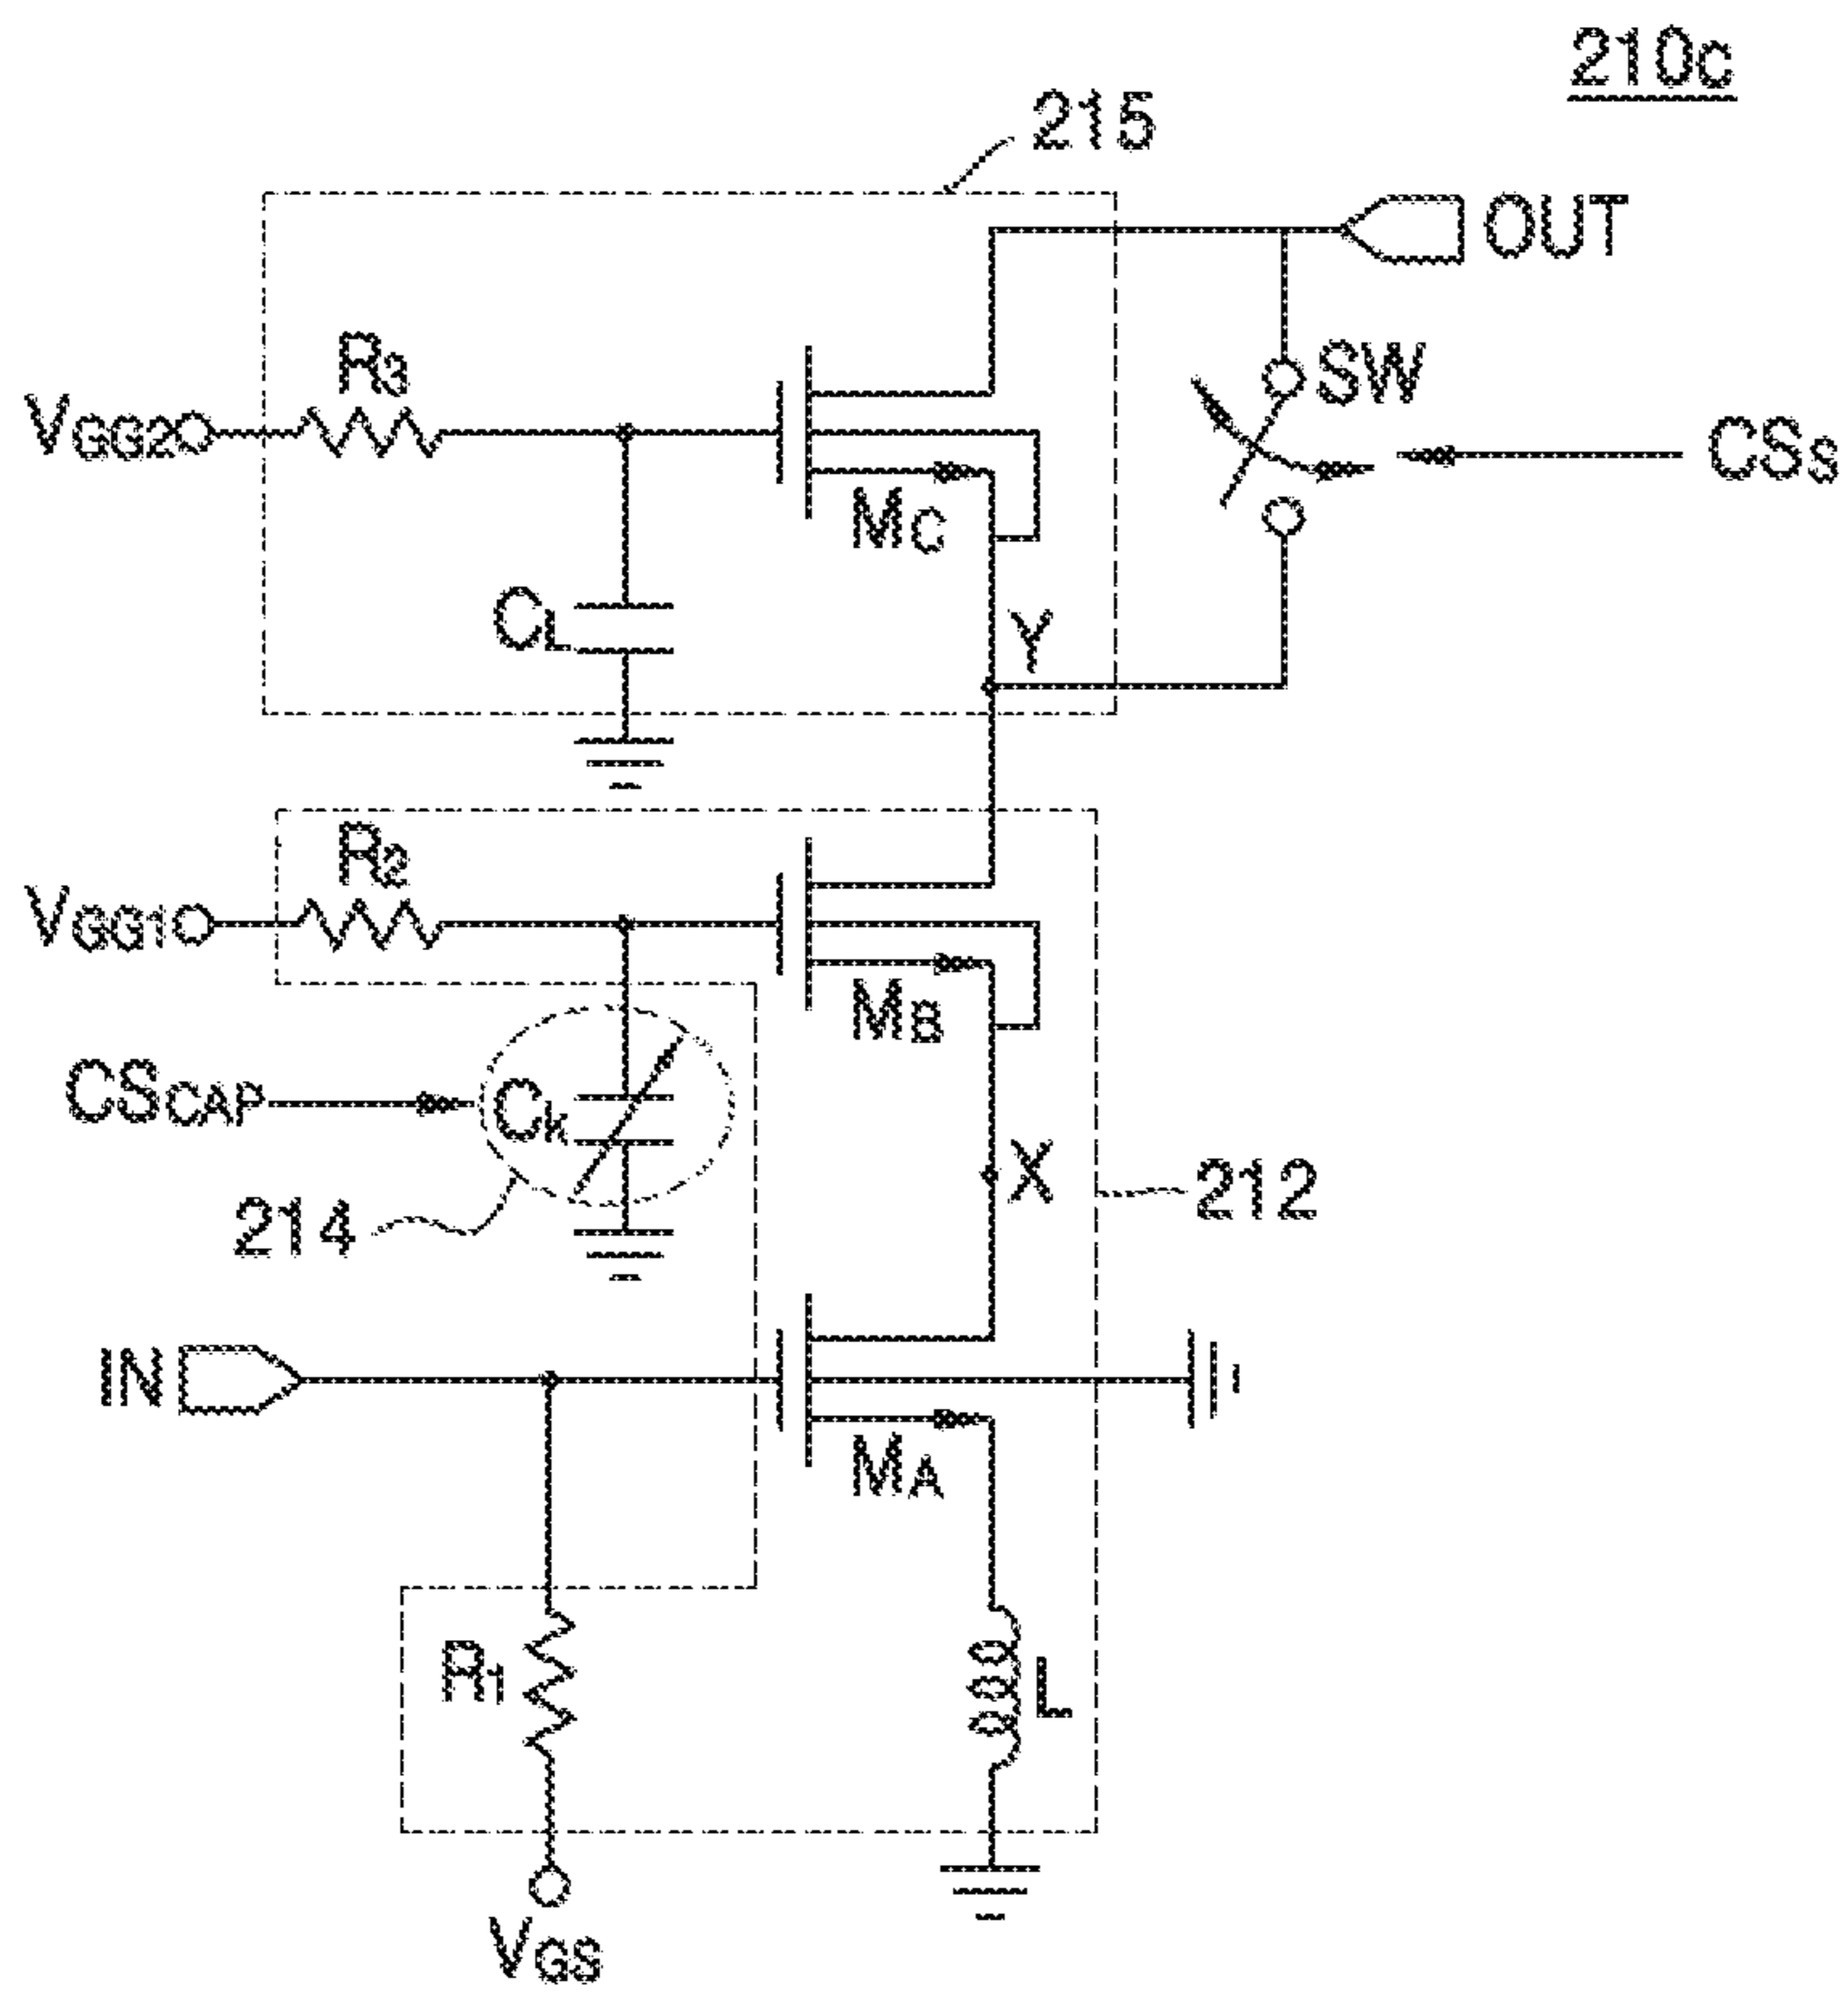 210c
215
OUT
R3
SW
VGG2
CSS
MC
CL
Y
R2
VGG1
MB
CSCAP
CK
X
212
214
IN
MA
R1
L
VGS